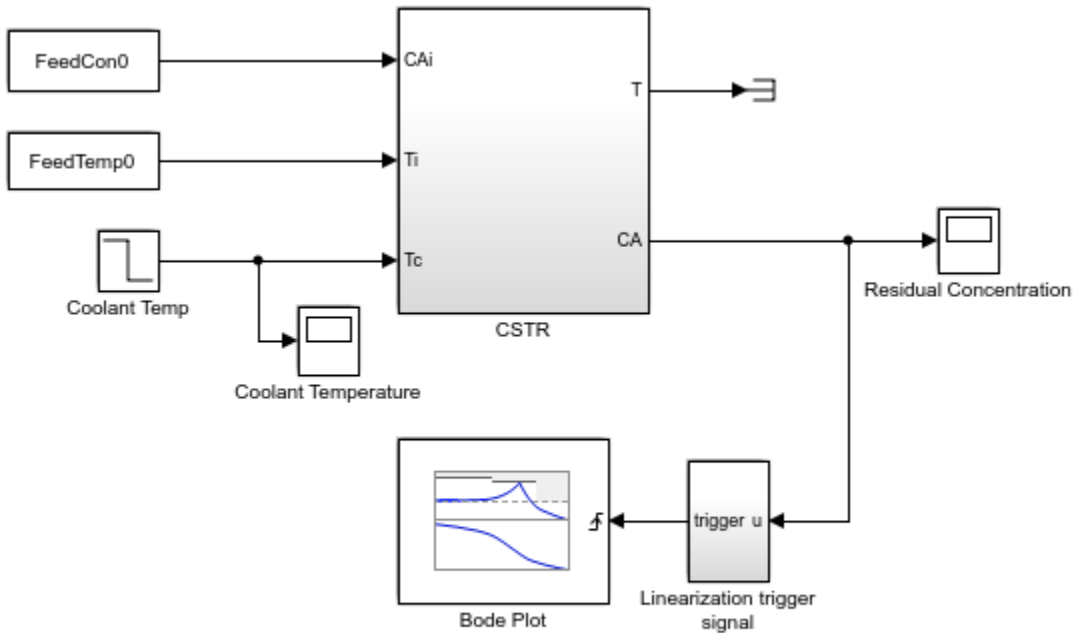 FeedCon0
CAi
T
FeedTemp0
Ti
CA
Tc
Coolant Temp
Residual Concentration
CSTR
Coolant Temperature
trigger u
Bode Plot
Linearization trigger
signal